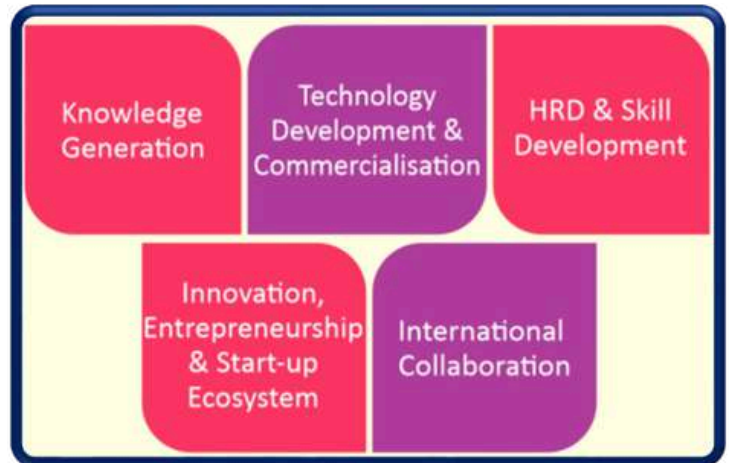 Knowledge
Generation
Technology
Development &
Commercialisation
HRD & Skill
Development
Innovation,
Entrepreneurship
& Start-up
Ecosystem
International
Collaboration